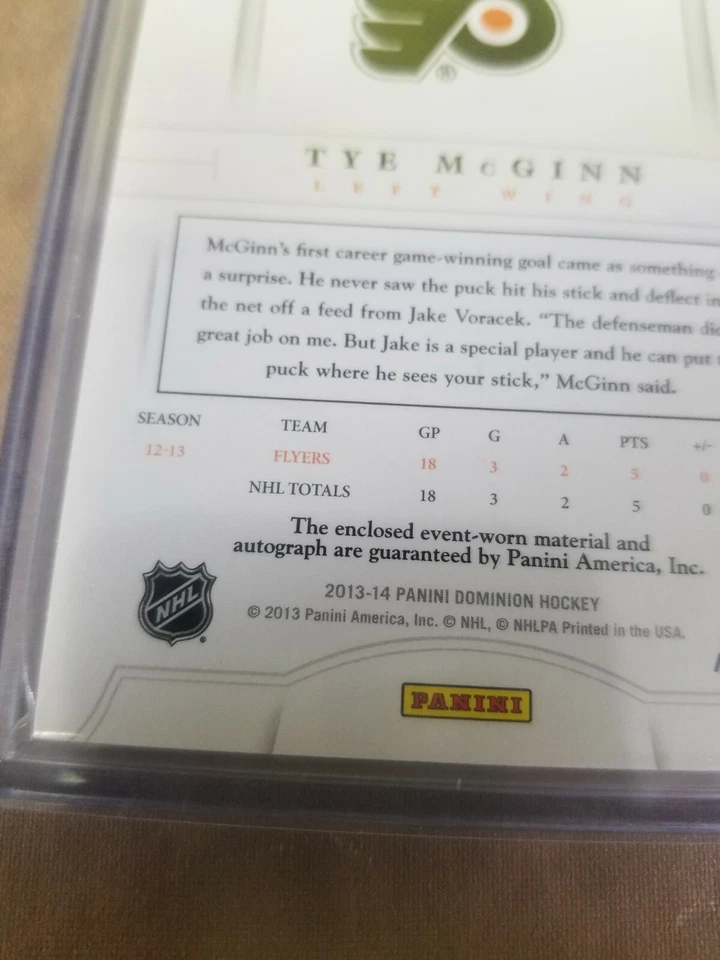 ®
TYE McGINN
LEFT WING
McGinn's first career game-winning goal came as something
a surprise. He never saw the puck hit his stick and deflect in
the net off a feed from Jake Voracek. “The defenseman did
great job on me. But Jake is a special player and he can put
puck where he sees your stick,” McGinn said.
SEASON TEAM GP G A PTS +/-
12-13 FLYERS 18 3 2 5 0
NHL TOTALS 18 3 2 5 0
The enclosed event-worn material and
autograph are guaranteed by Panini America, Inc.
2013-14 PANINI DOMINION HOCKEY
© 2013 Panini America, Inc. © NHL, © NHLPA Printed in the USA.
NHL
PANINI